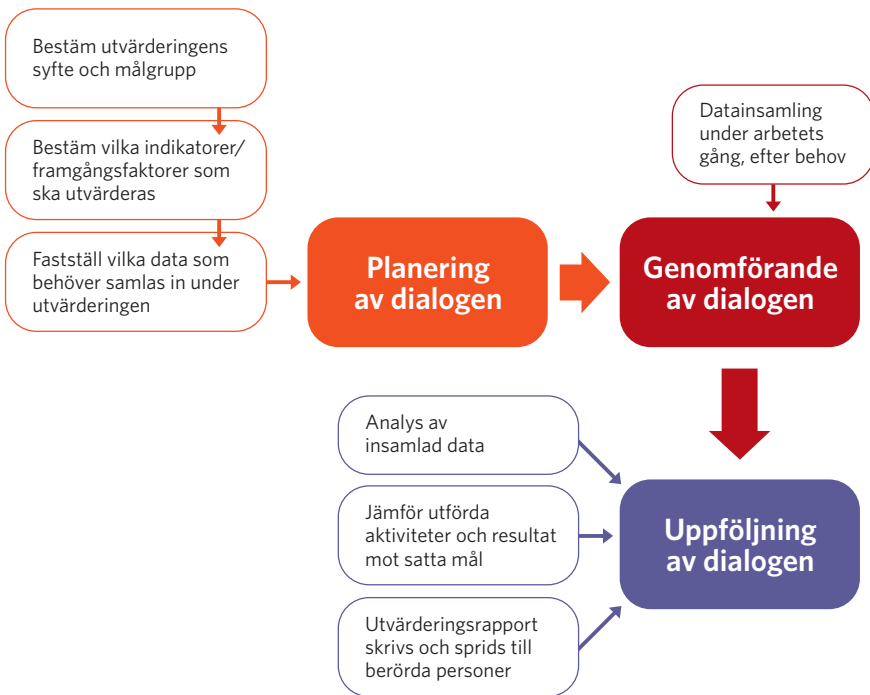 Bestäm utvärderingens
syfte och målgrupp
Bestäm vilka indikatorer/
framgångsfaktorer som
ska utvärderas
Fastställ vilka data som
behöver samlas in under
utvärderingen
Planering
av dialogen
Datainsamling
under arbetets
gång, efter behov
Genomförande
av dialogen
Analys av
insamlad data
Jämför utförda
aktiviteter och resultat
mot satta mål
Utvärderingsrapport
skrivs och sprids till
berörda personer
Uppföljning
av dialogen